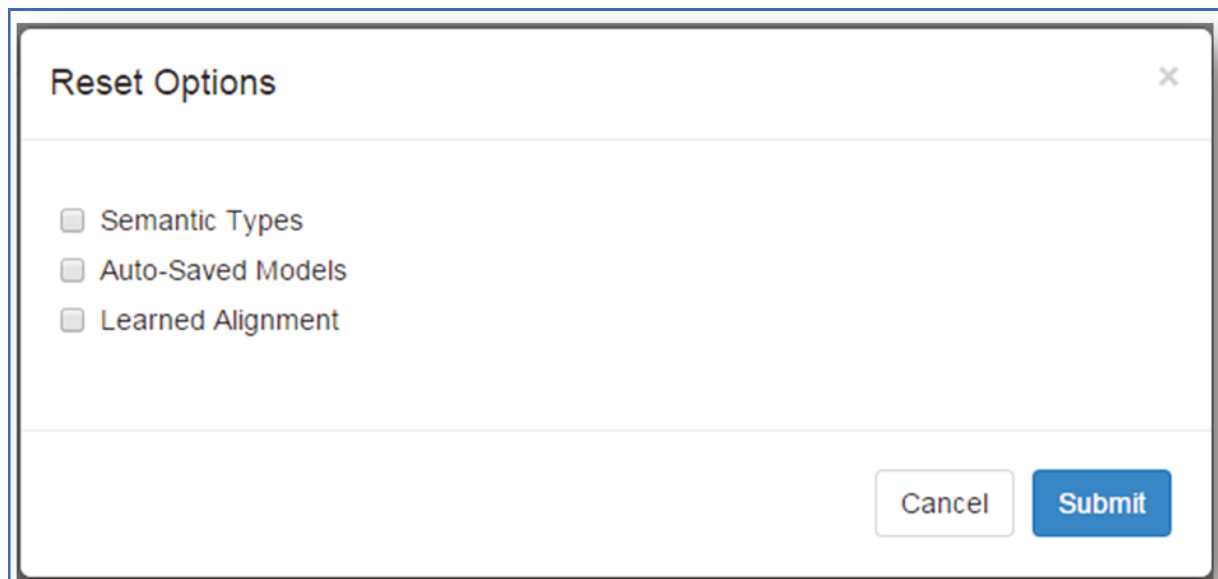 Reset Options
×
Semantic Types
Auto-Saved Models
Learned Alignment
Cancel
Submit